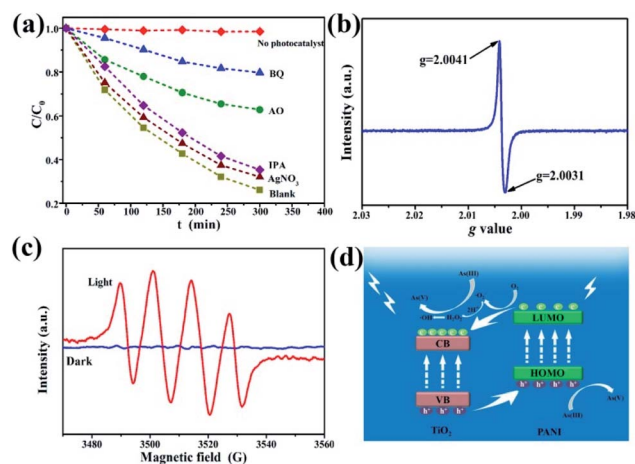 (a)
1.0
0.8
0.6
0.4
0.2
C/C0
No photocatalyst
BQ
AO
IPA
AgNO3
Blank
0 50 100 150 200 250 300 350 400
t (min)
(b)
Intensity (a.u.)
g=2.0041
g=2.0031
2.03 2.01 2.00 1.99 1.98
g value
(c)
Intensity (a.u.)
Light
Dark
3480 3500 3520 3540 3560
Magnetic field (G)
(d)
As(III)
As(V)
·O2
O2
·OH
H2O2
2H+
e- e- e- e-
LUMO
e- e- e- e- e-
CB
HOMO
h+ h+ h+ h+
VB
h+ h+ h+
As(V)
As(III)
TiO2
PANI